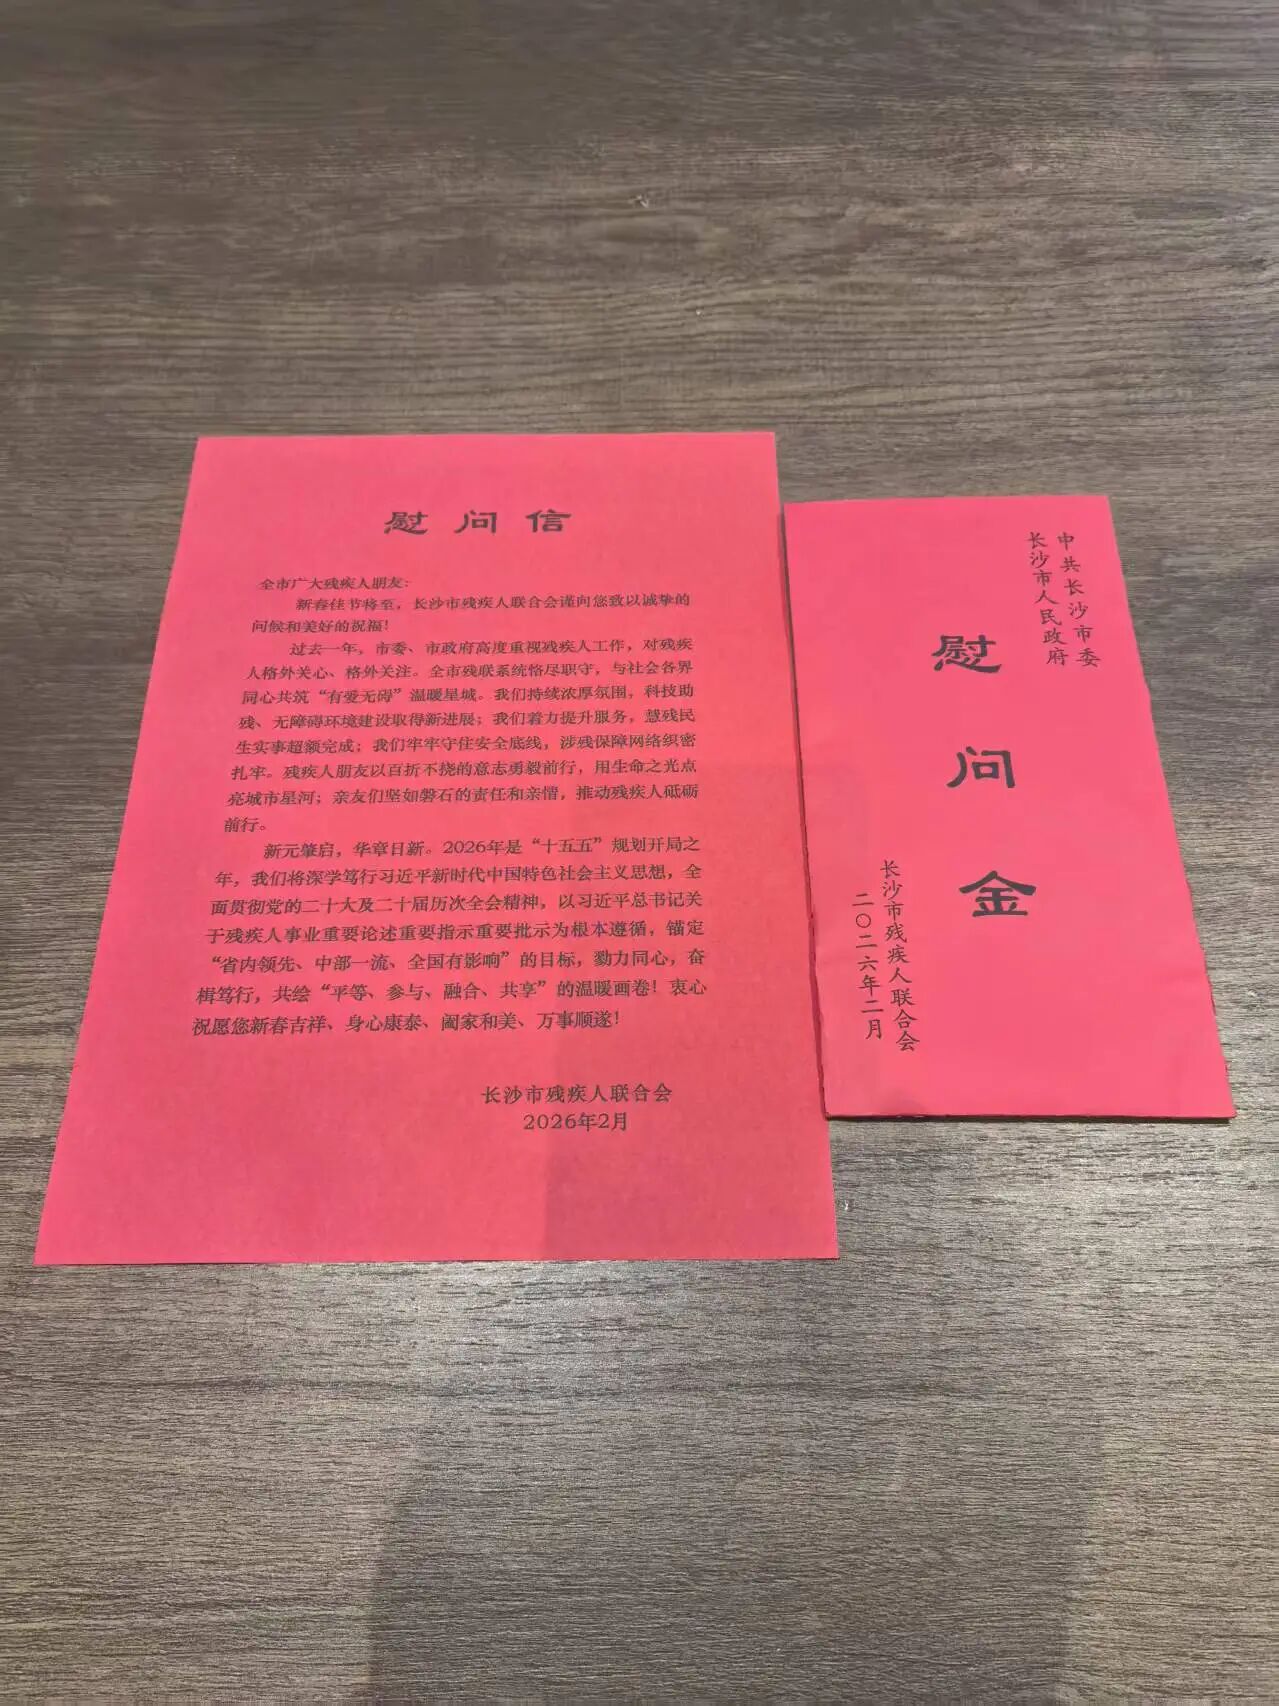 慰问信
全市广大残疾人朋友：
新春佳节将至，长沙市残疾人联合会谨向您致以诚挚的
问候和美好的祝福！
过去一年，市委、市政府高度重视残疾人工作，对残疾
人格外关心、格外关注。全市残联系统恪尽职守，与社会各界
同心共筑“有爱无碍”温暖星城。我们持续浓厚氛围，科技助
残、无障碍环境建设取得新进展；我们着力提升服务，慧残民
生实事超额完成；我们牢牢守住安全底线，涉残保障网络织密
扎牢。残疾人朋友以百折不挠的意志勇毅前行，用生命之光点
亮城市星河；亲友们坚如磐石的责任和亲情，推动残疾人砥砺
前行。
新元肇启，华章日新。2026年是“十五五”规划开局之
年，我们将深学笃行习近平新时代中国特色社会主义思想，全
面贯彻党的二十大及二十届历次全会精神，以习近平总书记关
于残疾人事业重要论述重要指示重要批示为根本遵循，锚定
“省内领先、中部一流、全国有影响”的目标，勠力同心，奋
楫笃行，共绘“平等、参与、融合、共享”的温暖画卷！衷心
祝愿您新春吉祥、身心康泰、阖家和美、万事顺遂！
长沙市残疾人联合会
2026年2月
中共长沙市委
长沙市人民政府
慰问金
长沙市残疾人联合会
二〇二六年二月